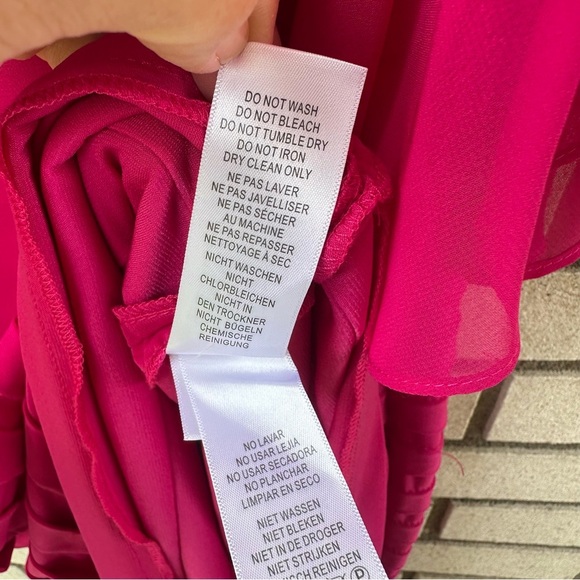 DO NOT WASH
DO NOT BLEACH
DO NOT TUMBLE DRY
DO NOT IRON
DRY CLEAN ONLY
NE PAS LAVER
NE PAS JAVELLISER
NE PAS SÉCHER
AU MACHINE
NE PAS REPASSER
NETTOYAGE À SEC
NICHT WASCHEN
NICHT
CHLORBLEICHEN
NICHT IN
DEN TROCKNER
NICHT BÜGELN
CHEMISCHE
REINIGUNG
NO LAVAR
NO USAR LEJIA
NO USAR SECADORA
NO PLANCHAR
LIMPIAR EN SECO
NIET WASSEN
NIET BLEKEN
NIET IN DE DROGER
NIET STRIJKEN
ISCH REINIGEN
P